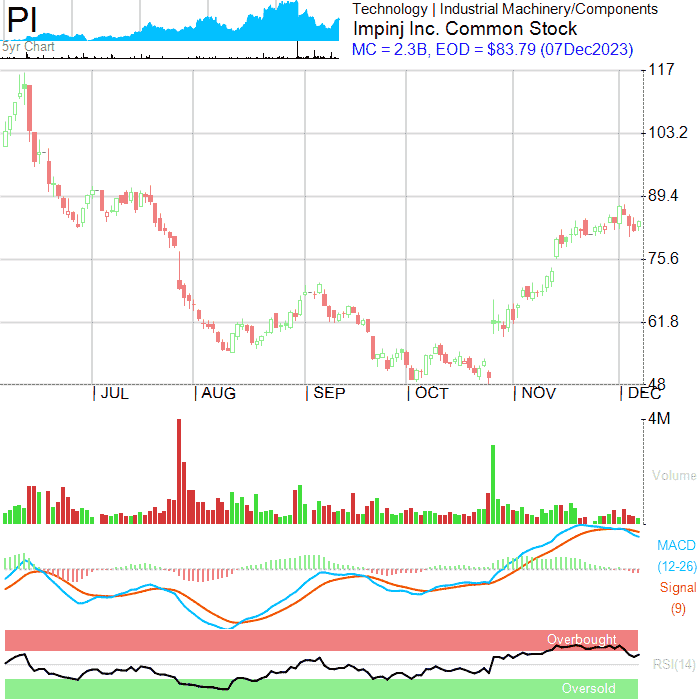 PI
5yr Chart
Technology | Industrial Machinery/Components
Impinj Inc. Common Stock
MC = 2.3B, EOD = $83.79 (07Dec2023)
117
103.2
89.4
75.6
61.8
48
| JUL | AUG | SEP | OCT | NOV | DEC
4M
Volume
MACD
(12-26)
Signal
(9)
Overbought
RSI(14)
Oversold